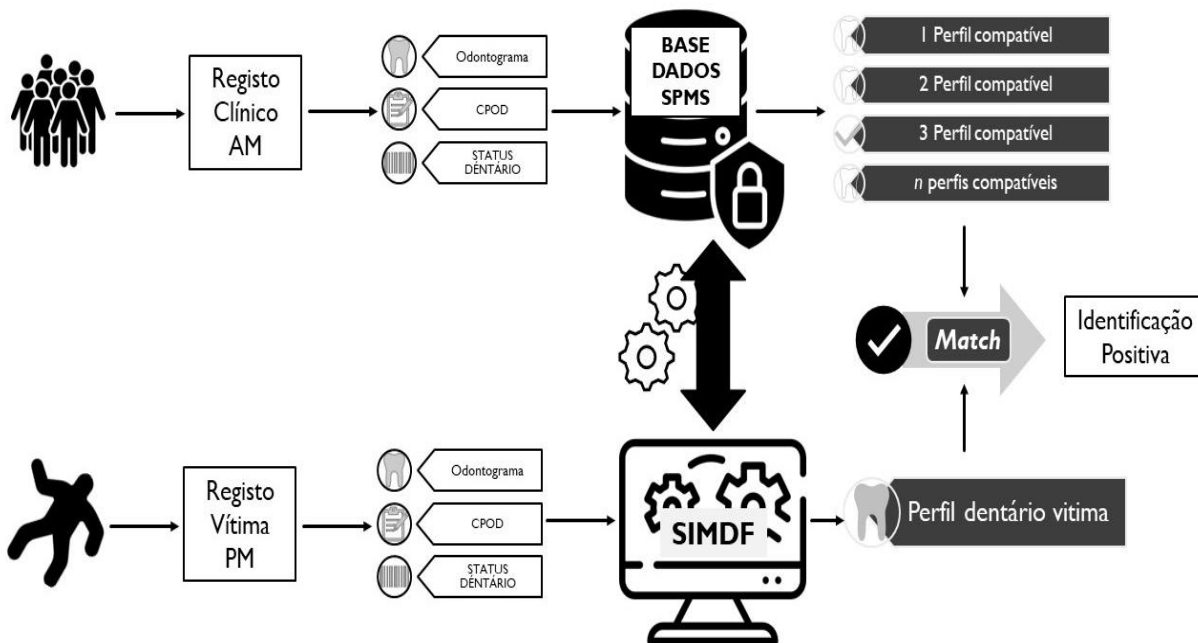 Registo
Clínico
AM
Odontograma
CPOD
STATUS
DENTÁRIO
BASE
DADOS
SPMS
1 Perfil compatível
2 Perfil compatível
3 Perfil compatível
n perfis compatíveis
Match
Identificação
Positiva
Registo
Vítima
PM
Odontograma
CPOD
STATUS
DENTÁRIO
SIMDF
Perfil dentário vitima